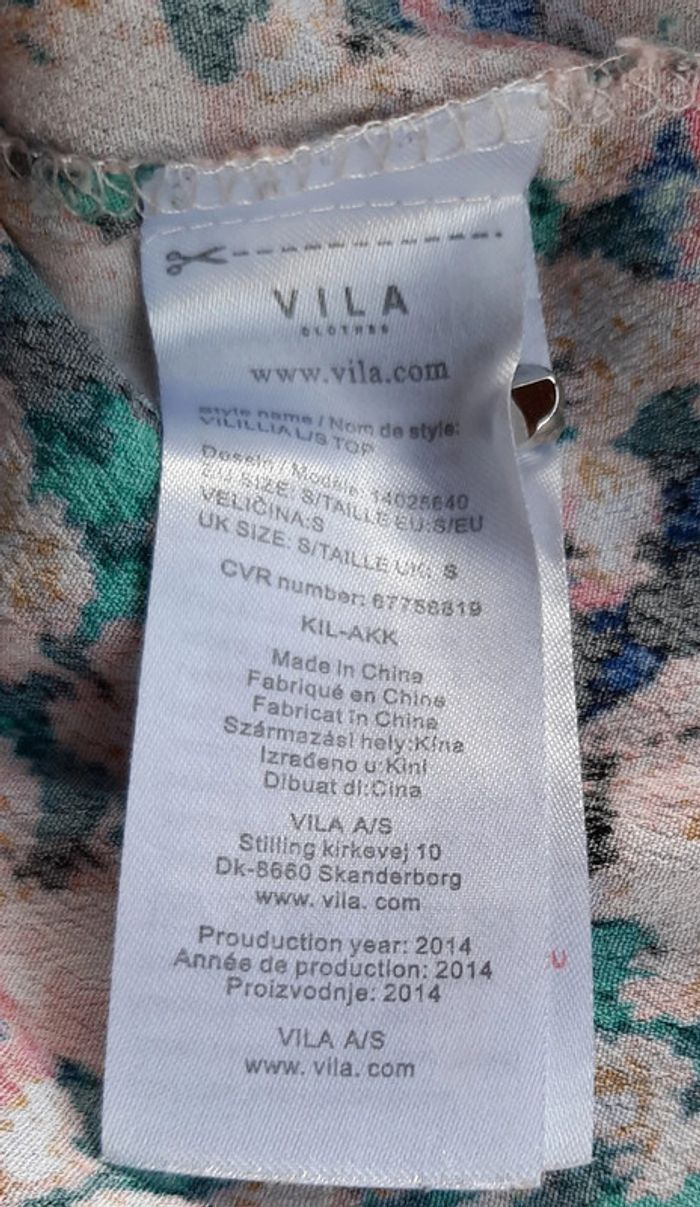 VILA
CLOTHES
www.vila.com
Style name / Nom de style:
VILILLIA L/S TOP
Dessin / Modèle: 14025640
EU SIZE: S/TAILLE EU:S/EU
VELIČINA:S
UK SIZE: S/TAILLE UK: S
CVR number: 67758819
KIL-AKK
Made in China
Fabriqué en Chine
Fabricat în China
Származási hely:Kína
Izrađeno u:Kini
Dibuat di:Cina
VILA A/S
Stilling kirkevej 10
Dk-8660 Skanderborg
www. vila. com
Prouduction year: 2014
Année de production: 2014
Proizvodnje: 2014
VILA A/S
www. vila. com